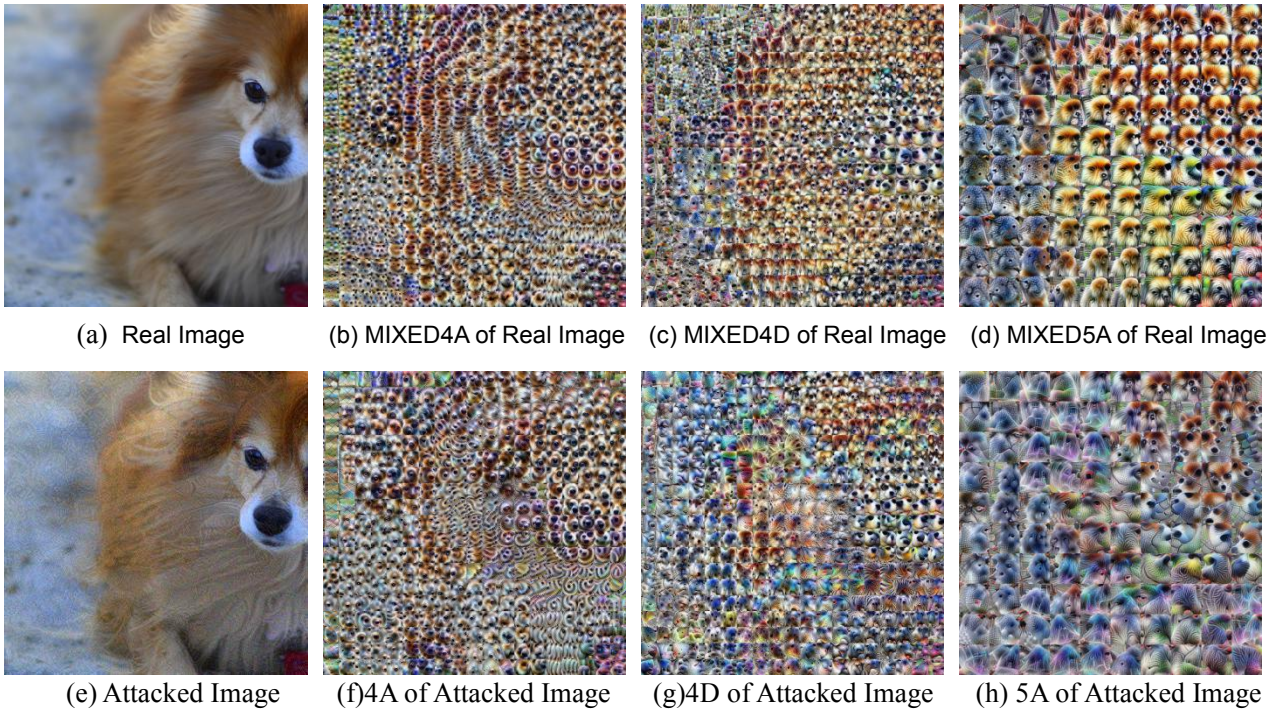 (a) Real Image
(b) MIXED4A of Real Image
(c) MIXED4D of Real Image
(d) MIXED5A of Real Image
(e) Attacked Image
(f)4A of Attacked Image
(g)4D of Attacked Image
(h) 5A of Attacked Image